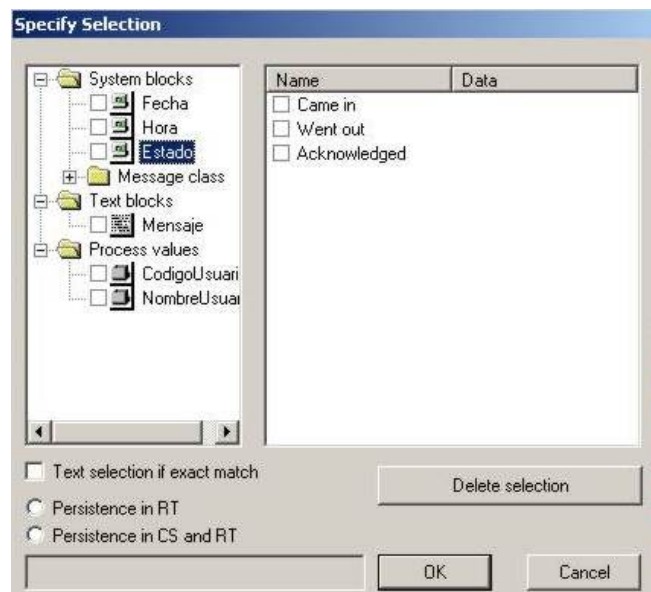 Specify Selection
System blocks
Fecha
Hora
Estado
Message class
Text blocks
Mensaje
Process values
CodigoUsuari
NombreUsuar
Name Data
Came in
Went out
Acknowledged
Text selection if exact match
Delete selection
Persistence in RT
Persistence in CS and RT
OK Cancel